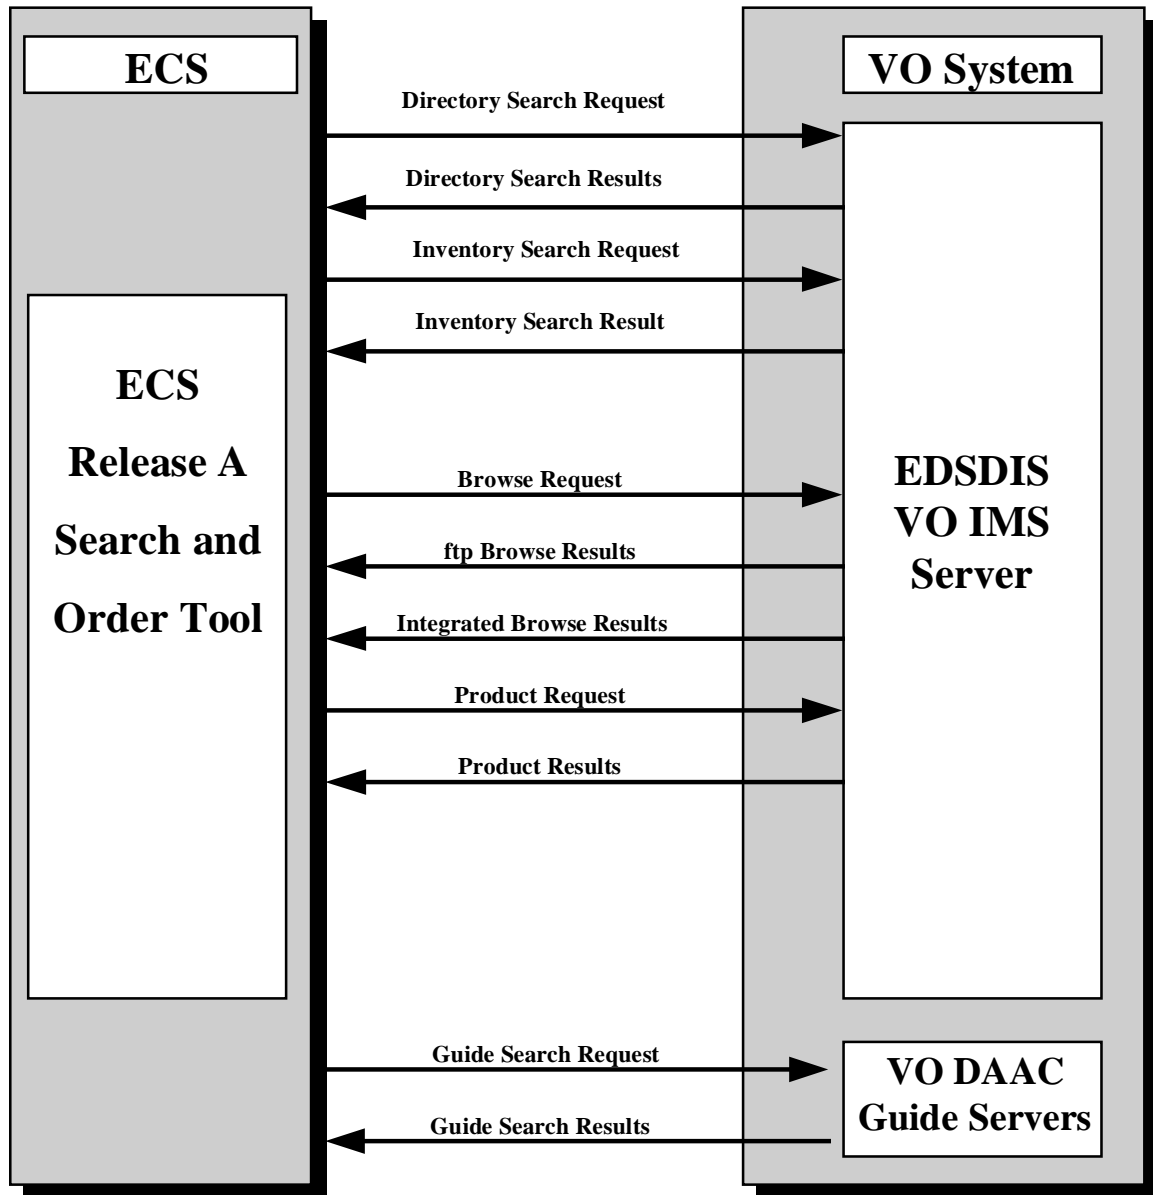 ECS
VO System
Directory Search Request
Directory Search Results
Inventory Search Request
Inventory Search Result
ECS
Release A
Search and
Order Tool
Browse Request
ftp Browse Results
Integrated Browse Results
Product Request
Product Results
EDSDIS
VO IMS
Server
Guide Search Request
Guide Search Results
VO DAAC
Guide Servers